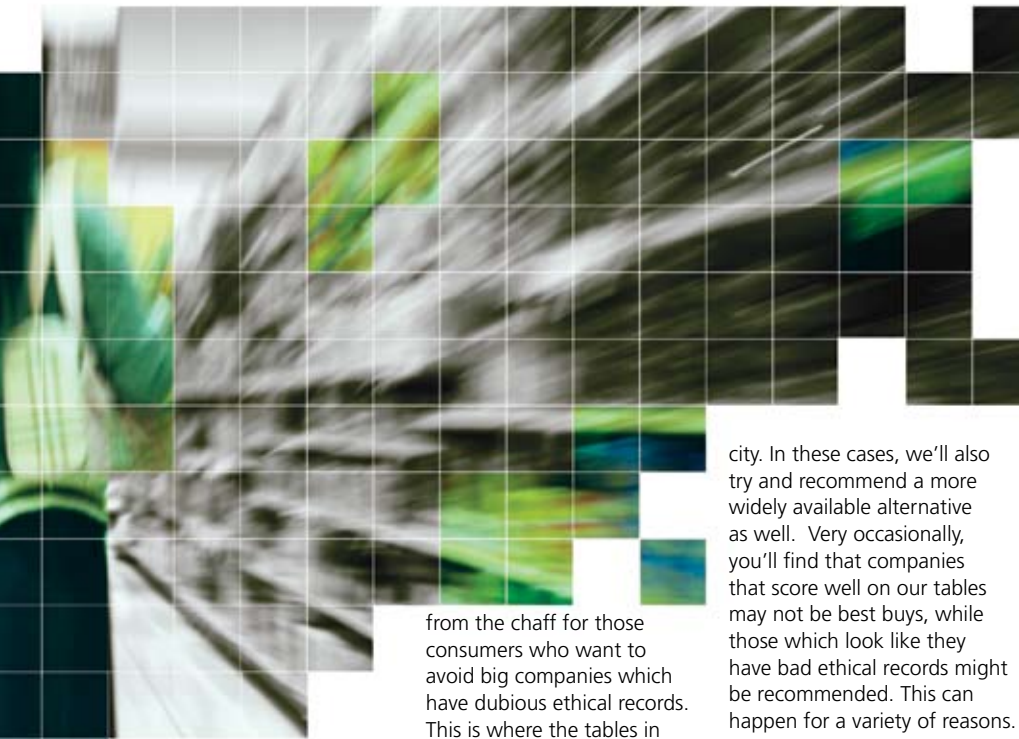 from the chaff for those
consumers who want to
avoid big companies which
have dubious ethical records.
This is where the tables in
city. In these cases, we'll also
try and recommend a more
widely available alternative
as well.  Very occasionally,
you'll find that companies
that score well on our tables
may not be best buys, while
those which look like they
have bad ethical records might
be recommended. This can
happen for a variety of reasons.